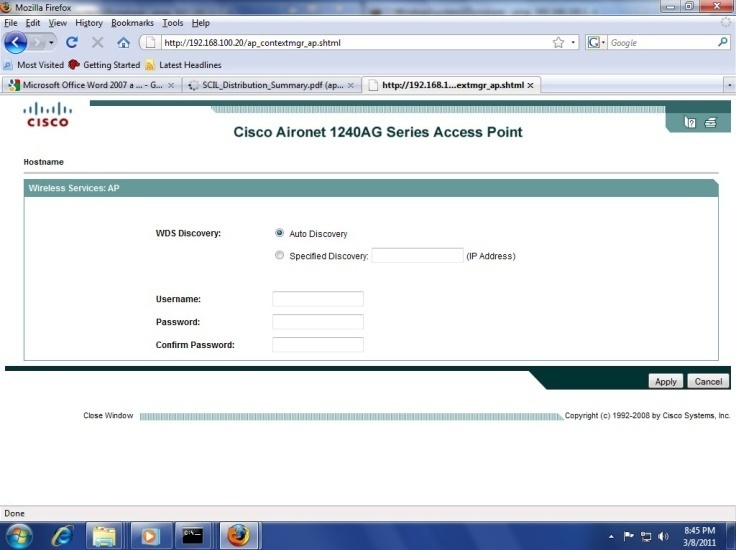 Mozilla Firefox
File Edit View History Bookmarks Tools Help
http://192.168.100.20/ap_contextmgr_ap.shtml
Google
Most Visited Getting Started Latest Headlines
Microsoft Office Word 2007 a ... - G...
SCIL_Distribution_Summary.pdf (ap...
http://192.168.1...extmgr_ap.shtml
CISCO
Cisco Aironet 1240AG Series Access Point
Hostname
Wireless Services: AP
WDS Discovery:
Auto Discovery
Specified Discovery: (IP Address)
Username:
Password:
Confirm Password:
Apply Cancel
Close Window
Copyright (c) 1992-2008 by Cisco Systems, Inc.
Done
8:45 PM
3/8/2011